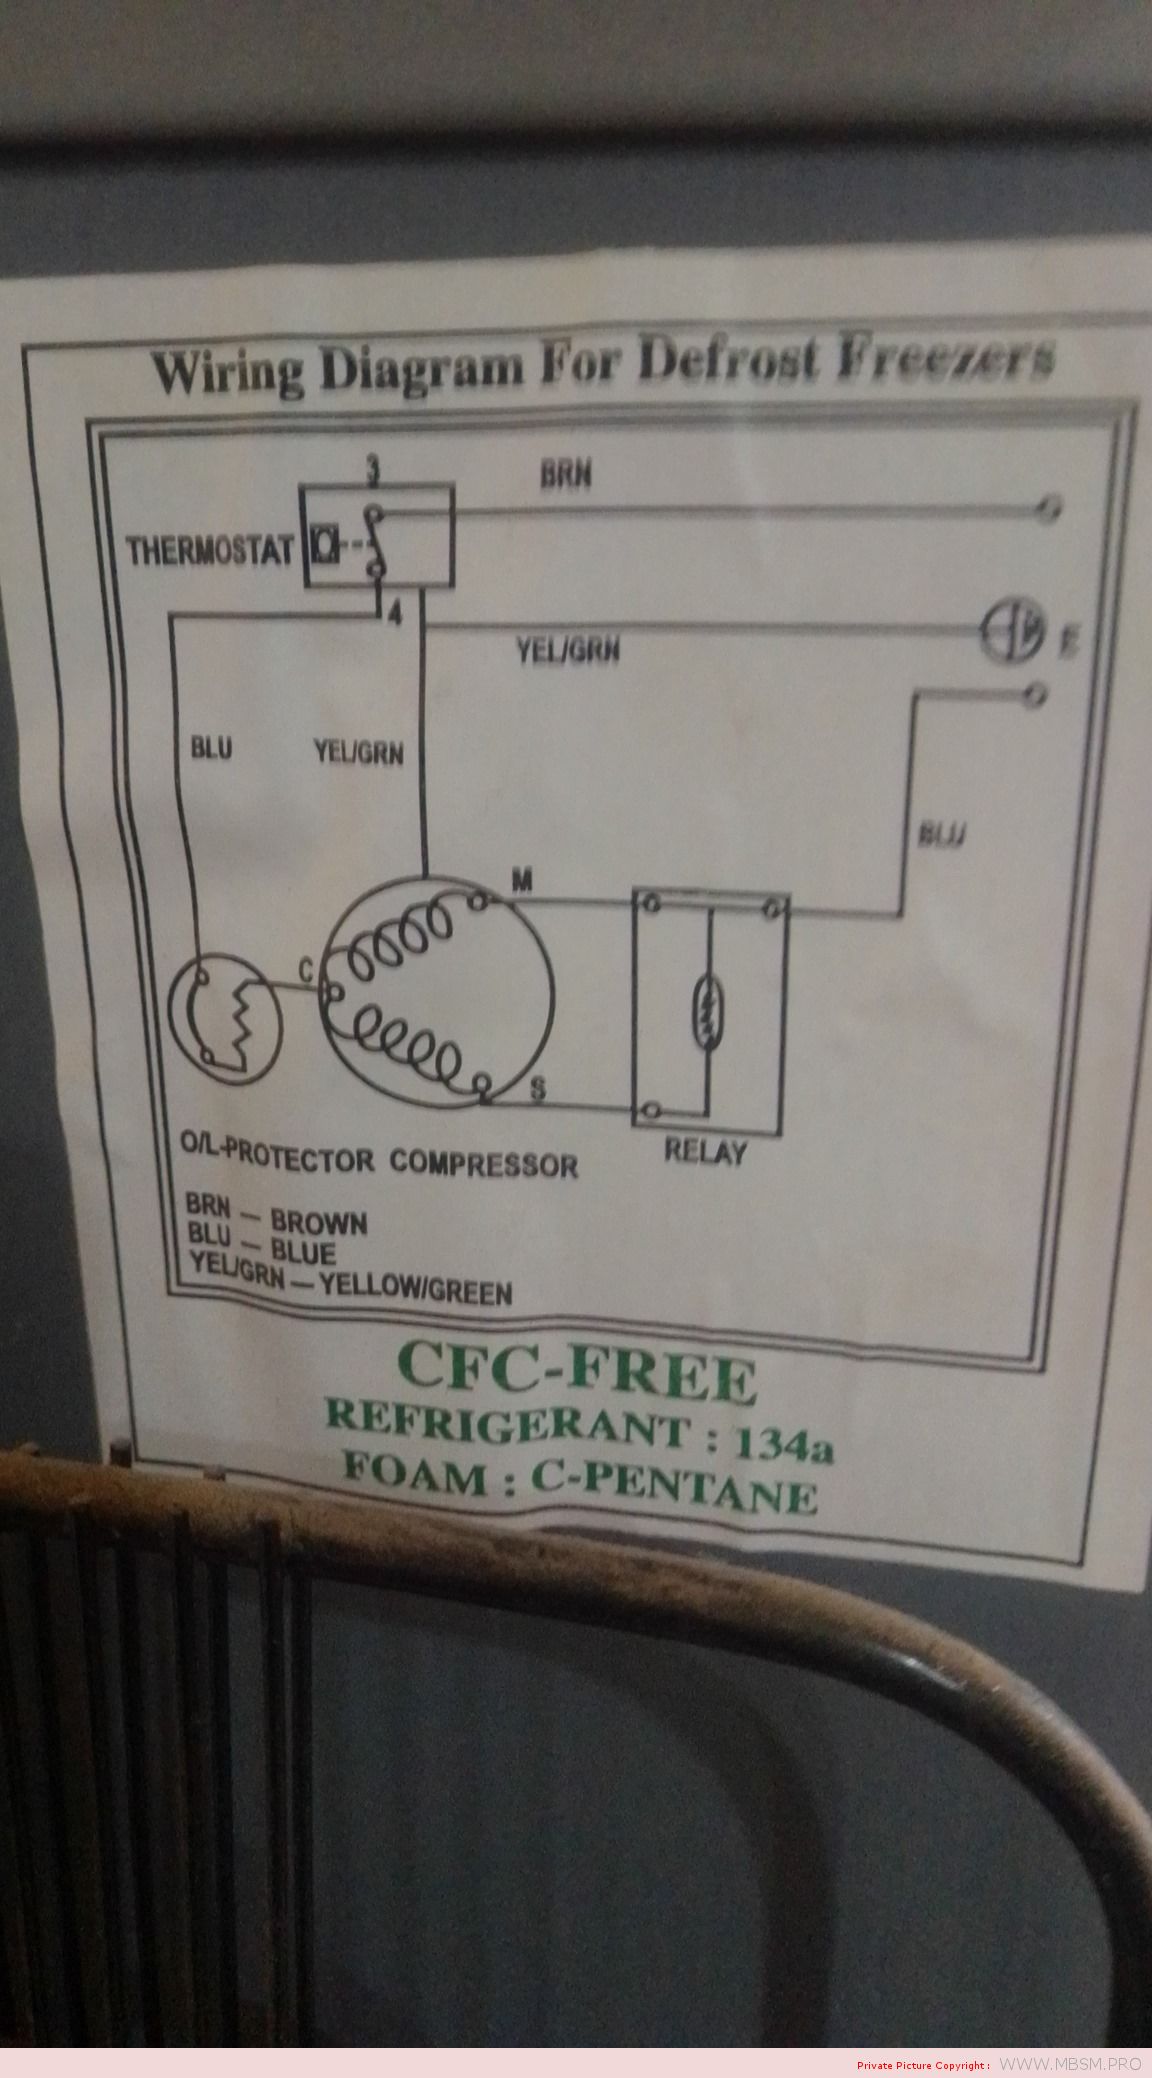 Wiring Diagram For Defrost Freezers
3
BRN
THERMOSTAT
4
YEL/GRN
E
BLU
YEL/GRN
BLU
M
C
S
RELAY
O/L-PROTECTOR COMPRESSOR
BRN — BROWN
BLU — BLUE
YEL/GRN — YELLOW/GREEN
CFC-FREE
REFRIGERANT : 134a
FOAM : C-PENTANE
Private Picture Copyright : WWW.MBSM.PRO